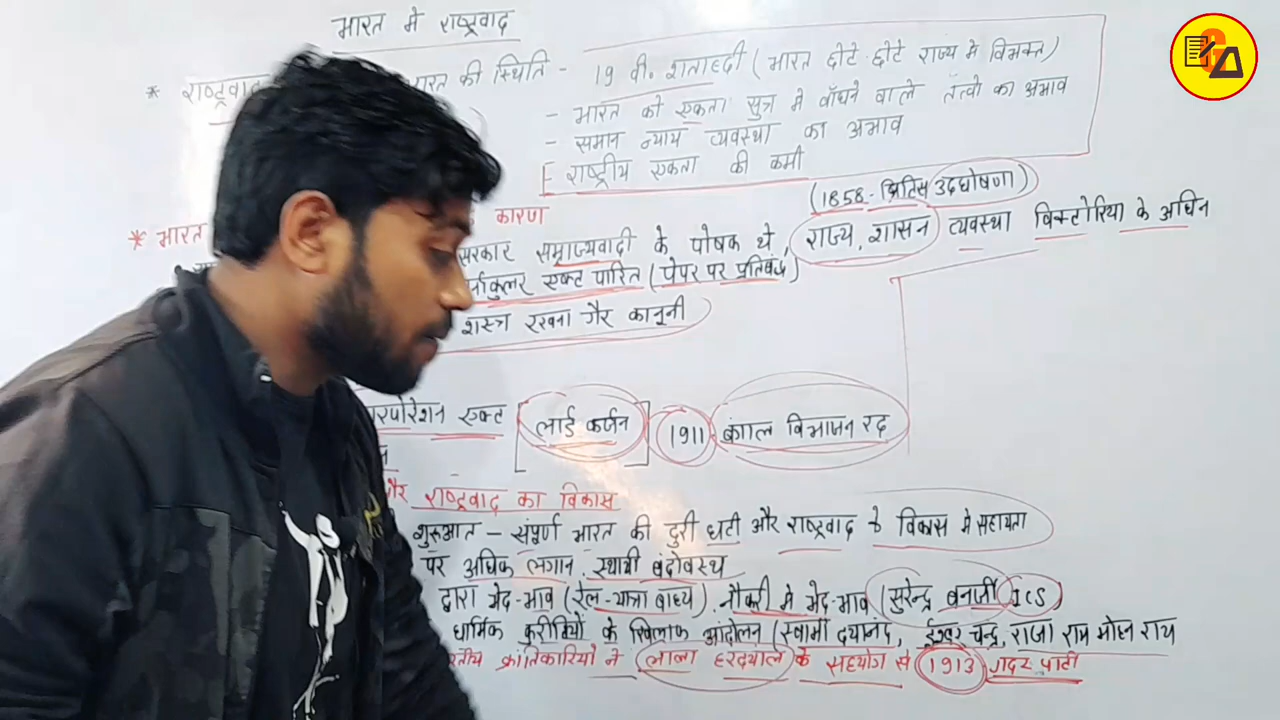 भारत मे राष्ट्रवाद
* राष्ट्रवाद भारत की स्थिति - 19 वी० शताब्दी (भारत छोटे-छोटे राज्य मे विभक्त)
- भारत को एकता सुत्र मे बाँधने वाले तत्वो का अभाव
- समान न्याय व्यवस्था का अभाव
राष्ट्रीय एकता की कमी
(1858 - ब्रिटिस उदघोषणा)
* भारत कारण
सरकार सम्राज्यवादी के पोषक थे, राज्य, शासन व्यवस्था विक्टोरिया के अधिन
र्नाकुलर एक्ट पारित (पेपर पर प्रतिबंध)
शस्त्र रखना गैर कानूनी
रपोरेशन एक्ट [लार्ड कर्जन] 1911 बंगाल विभाजन रद
और राष्ट्रवाद का विकास
शुरुआत - संपूर्ण भारत की दुरी घटी और राष्ट्रवाद के विकास मे सहायता
पर अधिक लगान, स्थायी बंदोवस्थ
द्वारा भेद-भाव (रेल-यात्रा बाध्य). नौकरी मे भेद-भाव (सुरेन्द्र बनर्जी ICS)
धार्मिक कुरीतियों के खिलाफ आंदोलन (स्वामी दयानंद, ईश्वर चन्द्र, राजा राम मोहन राय
रतीय क्रांतिकारियो ने लाला हरदयाल के सहयोग से 1913 गदर पार्टी